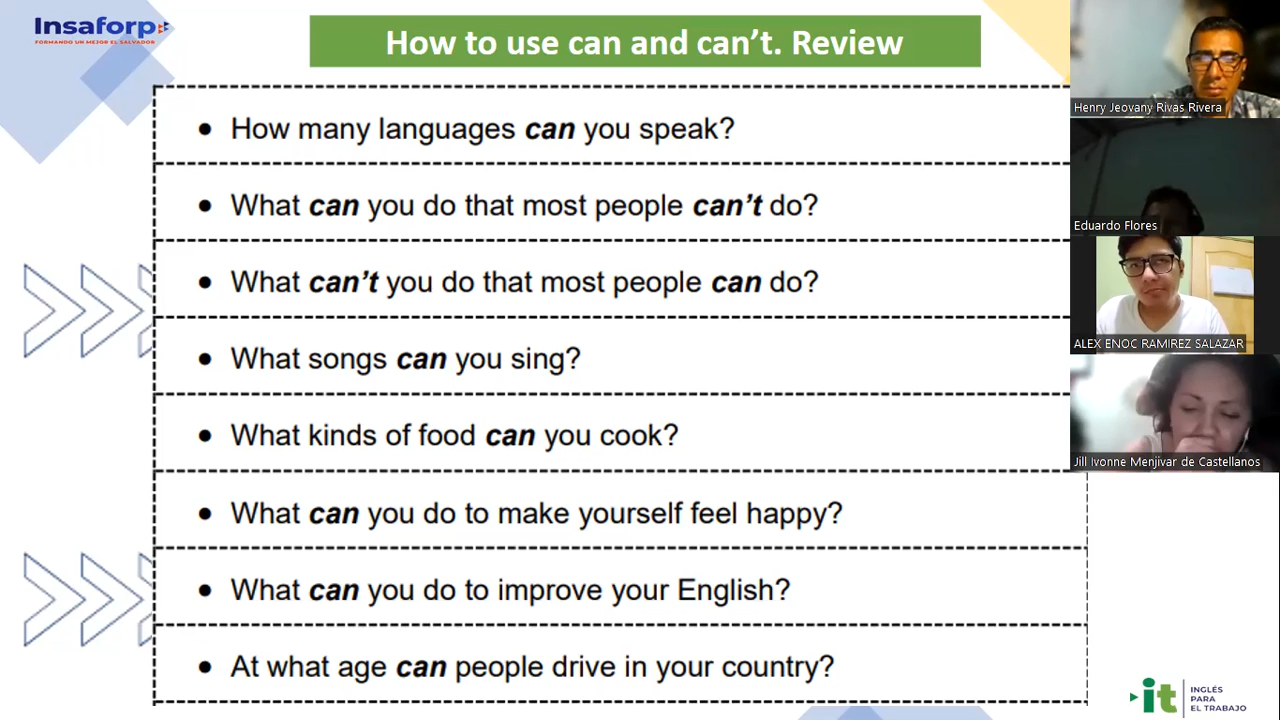 Insaforp
FORMANDO UN MEJOR EL SALVADOR
How to use can and can’t. Review
• How many languages can you speak?
• What can you do that most people can’t do?
• What can’t you do that most people can do?
• What songs can you sing?
• What kinds of food can you cook?
• What can you do to make yourself feel happy?
• What can you do to improve your English?
• At what age can people drive in your country?
Henry Jeovany Rivas Rivera
Eduardo Flores
ALEX ENOC RAMIREZ SALAZAR
Jill Ivonne Menjivar de Castellanos
it
INGLÉS
PARA
EL TRABAJO